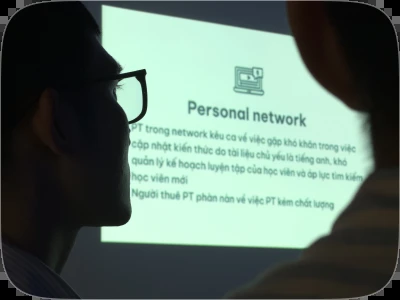 Personal network
PT trong network kêu ca về việc gặp khó khăn trong việc
cập nhật kiến thức do tài liệu chủ yếu là tiếng anh, khó
quản lý kế hoạch luyện tập của học viên và áp lực tìm kiếm
học viên mới
Người thuê PT phàn nàn về việc PT kém chất lượng